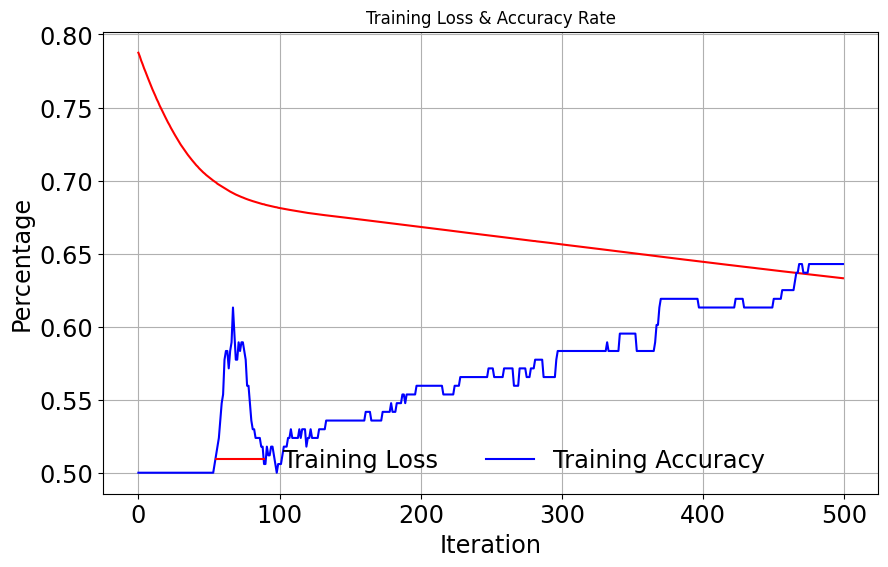 Training Loss & Accuracy Rate
0.80
0.75
0.70
0.65
0.60
0.55
0.50
Percentage
Training Loss Training Accuracy
0 100 200 300 400 500
Iteration